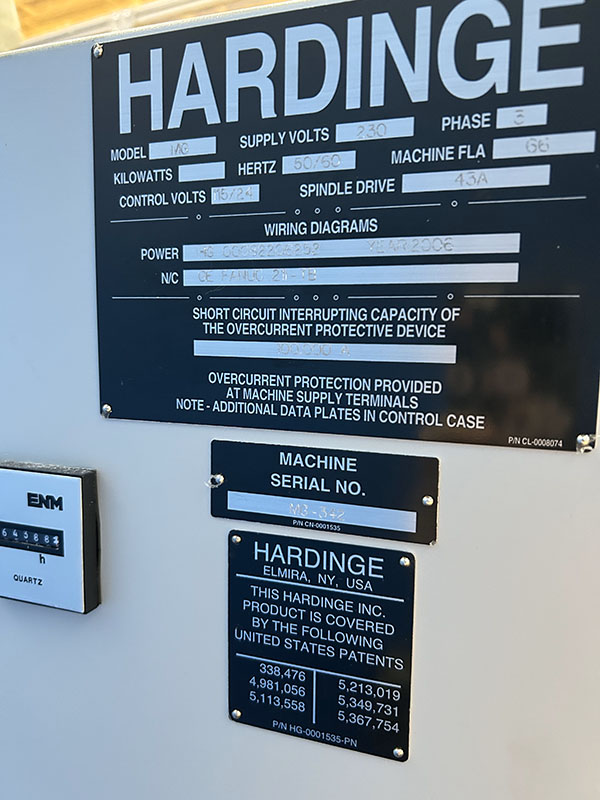 HARDINGE
MODEL SUPPLY VOLTS 230 PHASE 3
KILOWATTS HERTZ 50/60 MACHINE FLA 66
CONTROL VOLTS SPINDLE DRIVE 43A
WIRING DIAGRAMS
POWER
N/C
SHORT CIRCUIT INTERRUPTING CAPACITY OF
THE OVERCURRENT PROTECTIVE DEVICE
OVERCURRENT PROTECTION PROVIDED
AT MACHINE SUPPLY TERMINALS
NOTE - ADDITIONAL DATA PLATES IN CONTROL CASE
P/N CL-0008074
MACHINE
SERIAL NO.
P/N CN-0001535
ENM
h
QUARTZ
HARDINGE
ELMIRA, NY, USA
THIS HARDINGE INC.
PRODUCT IS COVERED
BY THE FOLLOWING
UNITED STATES PATENTS
338,476 5,213,019
4,981,056 5,349,731
5,113,558 5,367,754
P/N HG-0001535-PN